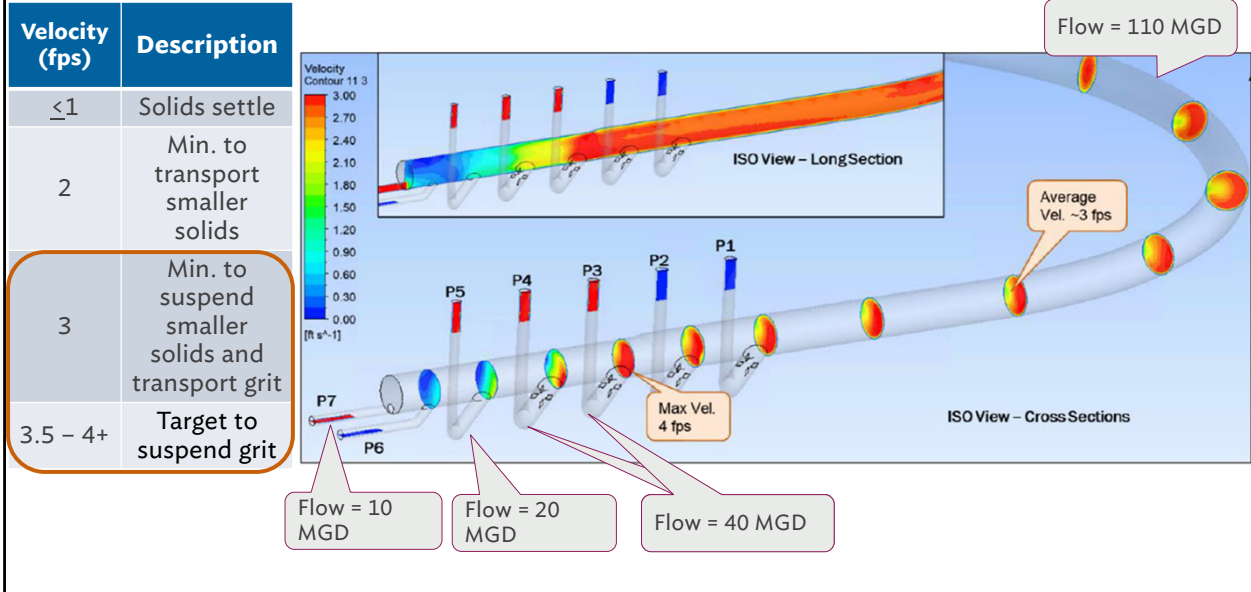 Velocity
(fps)
Description
<1
Solids settle
2
Min. to
transport
smaller
solids
3
Min. to
suspend
smaller
solids and
transport grit
3.5 – 4+
Target to
suspend grit
Flow = 110 MGD
Velocity
Contour 11 3
3.00
2.70
2.40
2.10
1.80
1.50
1.20
0.90
0.60
0.30
0.00
[ft s^-1]
ISO View – Long Section
Average
Vel. ~3 fps
P1
P2
P3
P4
P5
P7
P6
Max Vel.
4 fps
ISO View – Cross Sections
Flow = 10
MGD
Flow = 20
MGD
Flow = 40 MGD